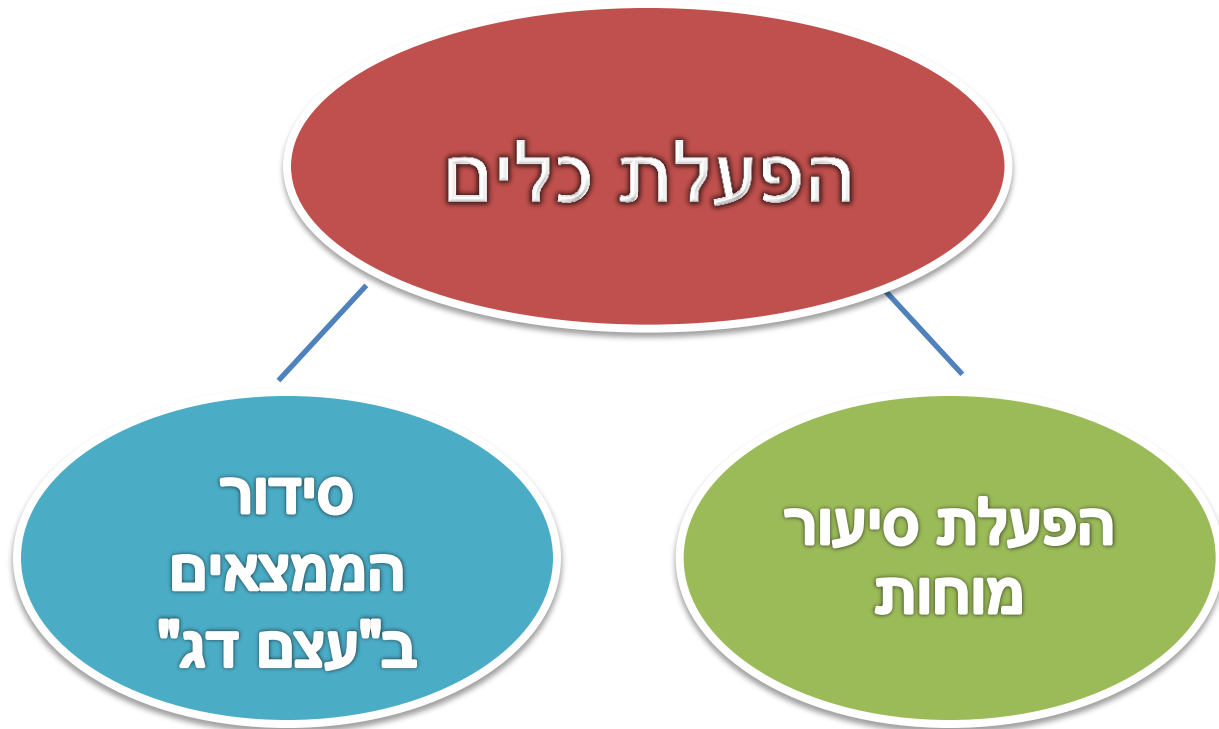 הפעלת כלים
הפעלת סיעור
מוחות
סידור
הממצאים
ב"עצם דג"